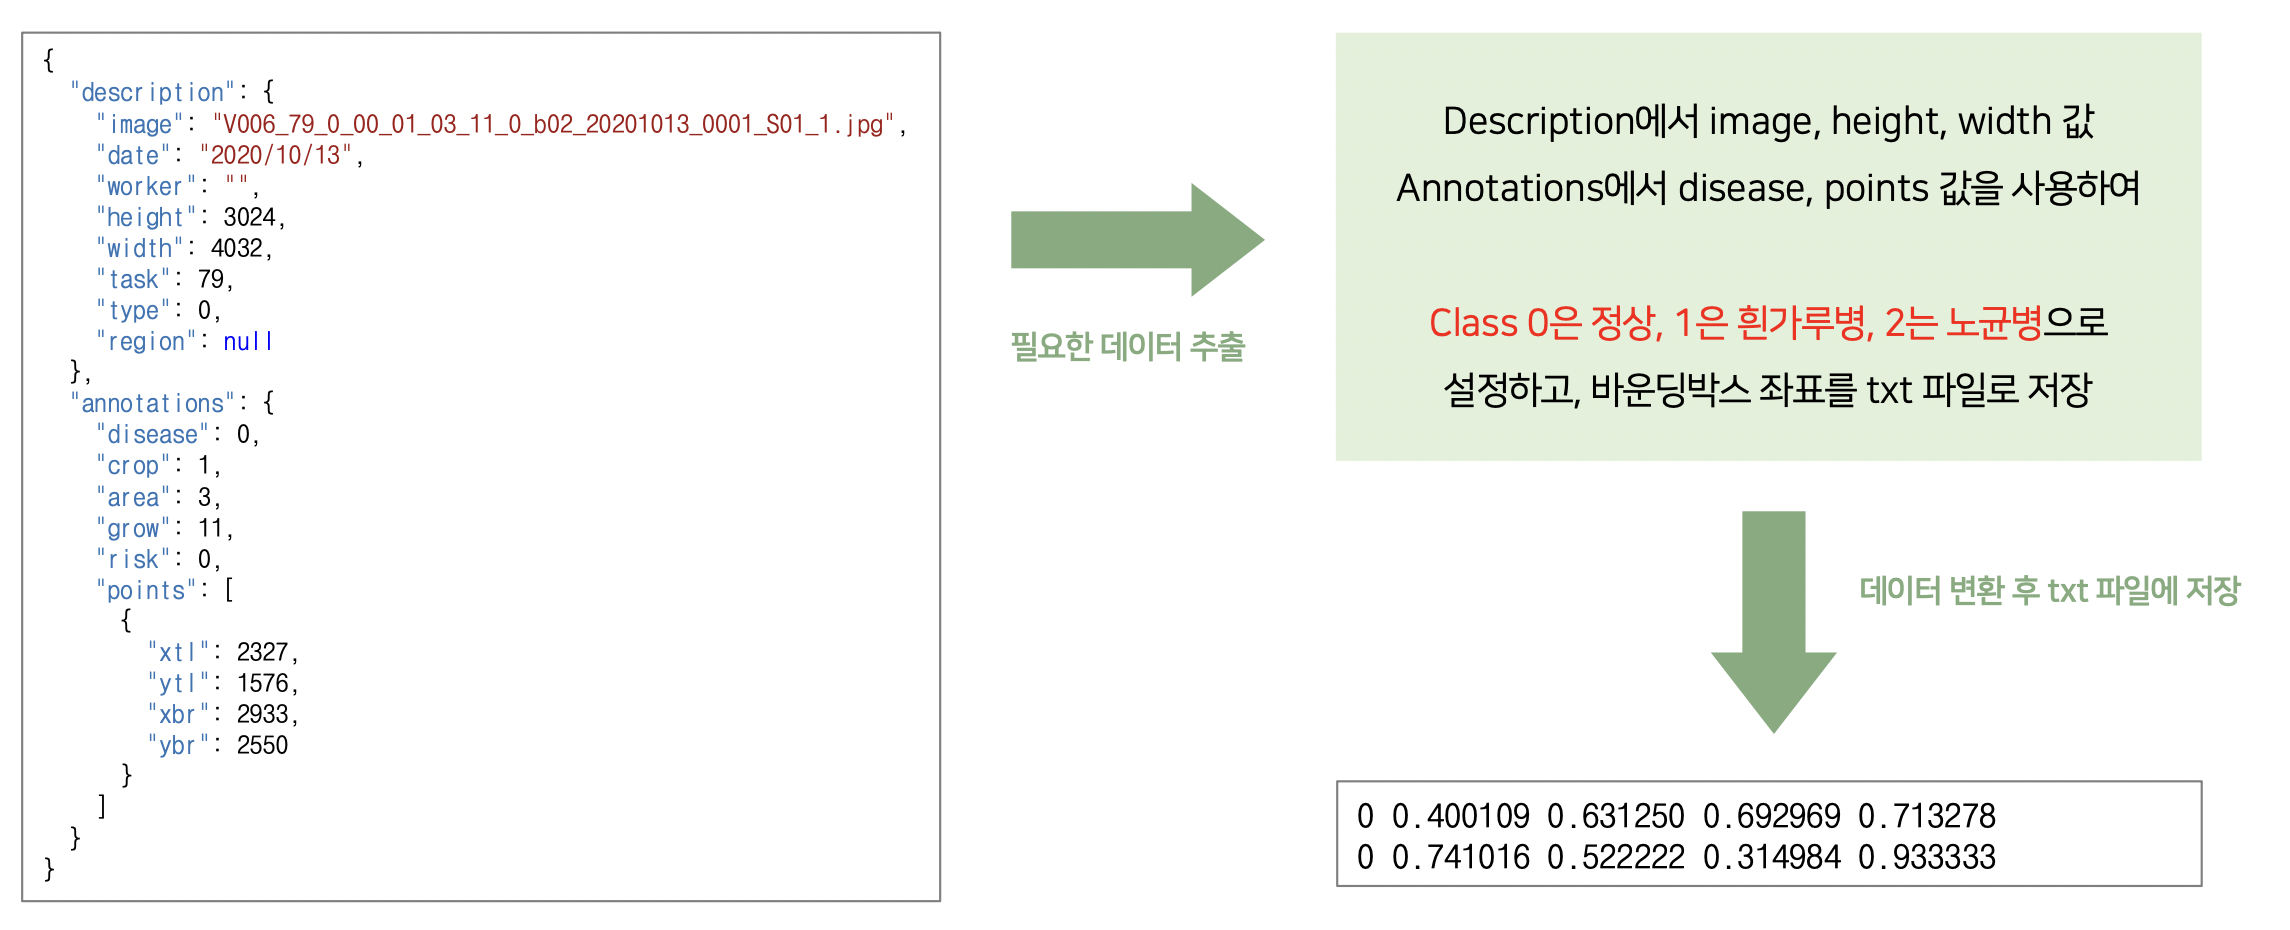 {
"description": {
"image": "V006_79_0_00_01_03_11_0_b02_20201013_0001_S01_1.jpg",
"date": "2020/10/13",
"worker": "",
"height": 3024,
"width": 4032,
"task": 79,
"type": 0,
"region": null
},
"annotations": {
"disease": 0,
"crop": 1,
"area": 3,
"grow": 11,
"risk": 0,
"points": [
{
"xtl": 2327,
"ytl": 1576,
"xbr": 2933,
"ybr": 2550
}
]
}
}
필요한 데이터 추출
Description에서 image, height, width 값
Annotations에서 disease, points 값을 사용하여
Class 0은 정상, 1은 흰가루병, 2는 노균병으로
설정하고, 바운딩박스 좌표를 txt 파일로 저장
데이터 변환 후 txt 파일에 저장
0 0.400109 0.631250 0.692969 0.713278
0 0.741016 0.522222 0.314984 0.933333